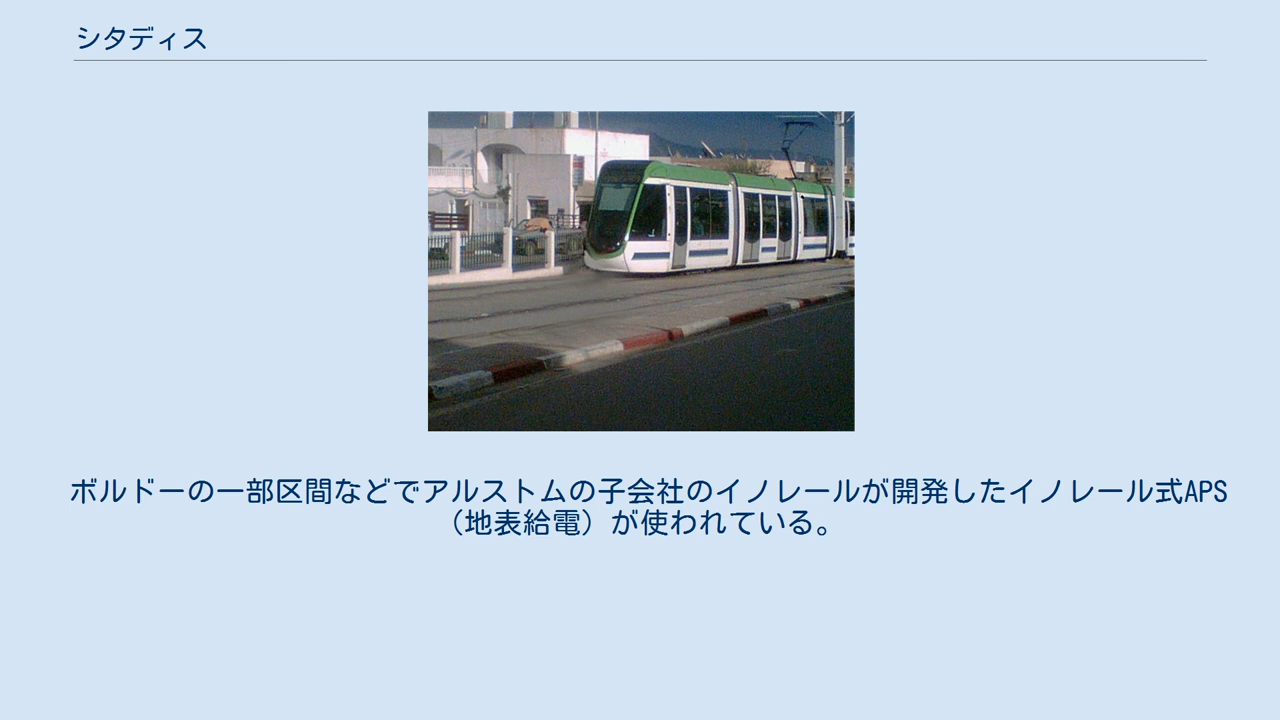 シタディス
ボルドーの一部区間などでアルストムの子会社のイノレールが開発したイノレール式APS
（地表給電）が使われている。